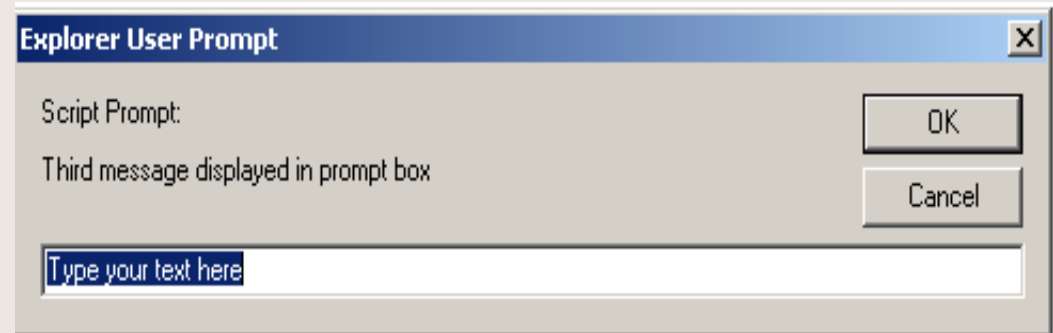 Explorer User Prompt
Script Prompt:
OK
Third message displayed in prompt box
Cancel
Type your text here